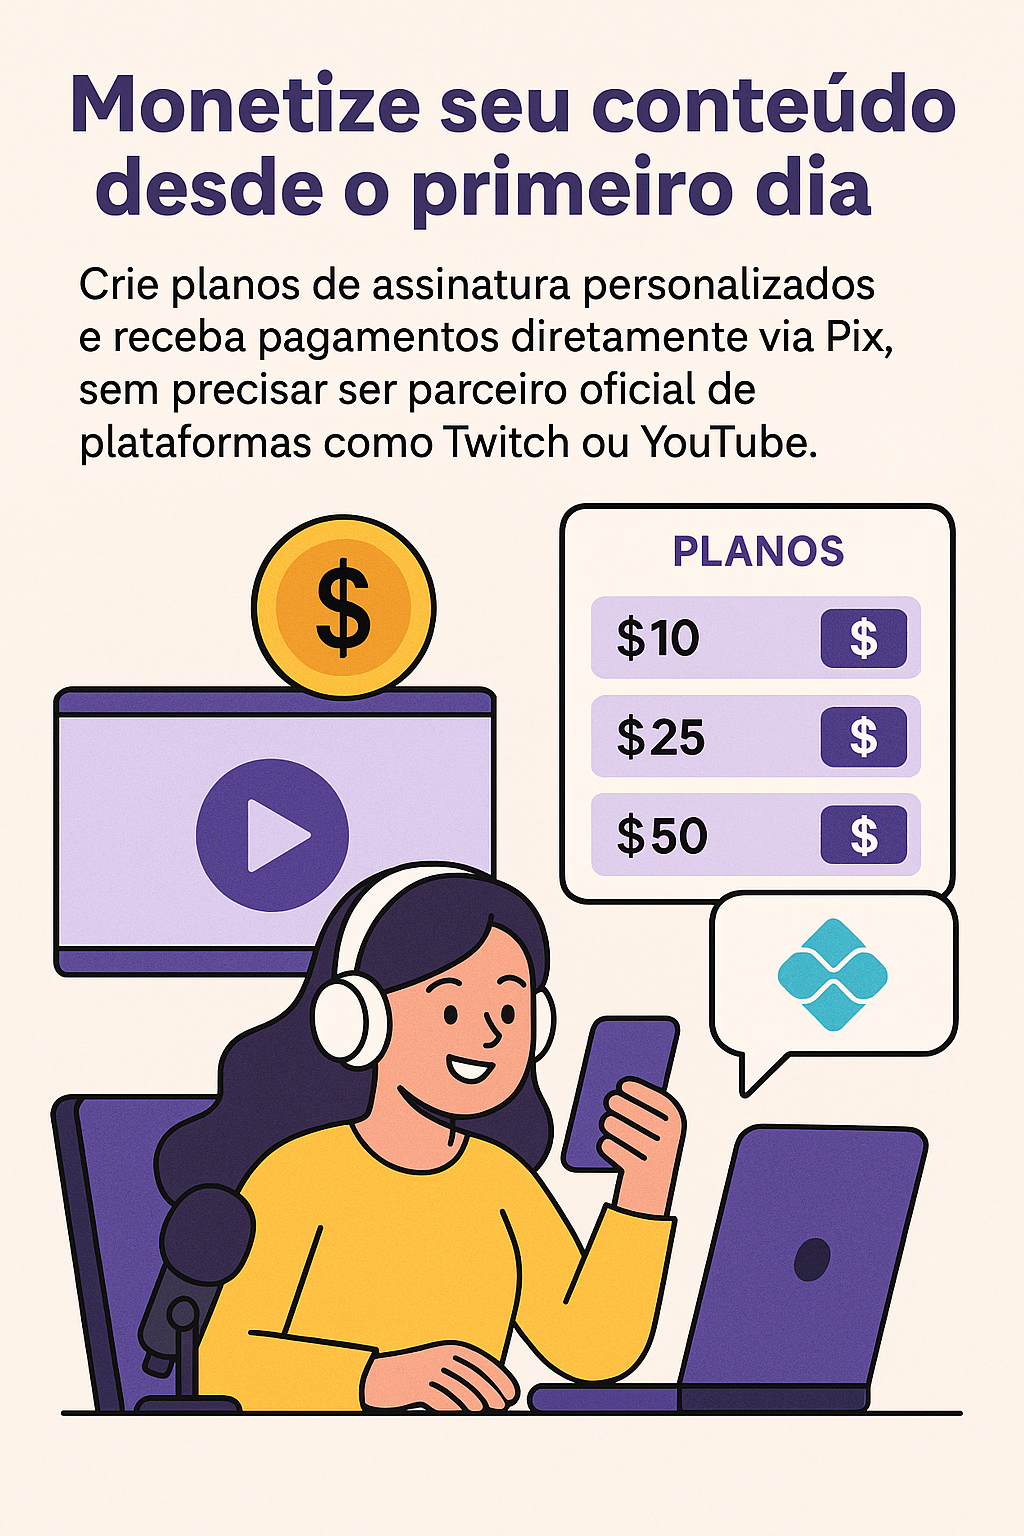 Monetize seu conteúdo
desde o primeiro dia
Crie planos de assinatura personalizados
e receba pagamentos diretamente via Pix,
sem precisar ser parceiro oficial de
plataformas como Twitch ou YouTube.
$
PLANOS
$10 $
$25 $
$50 $